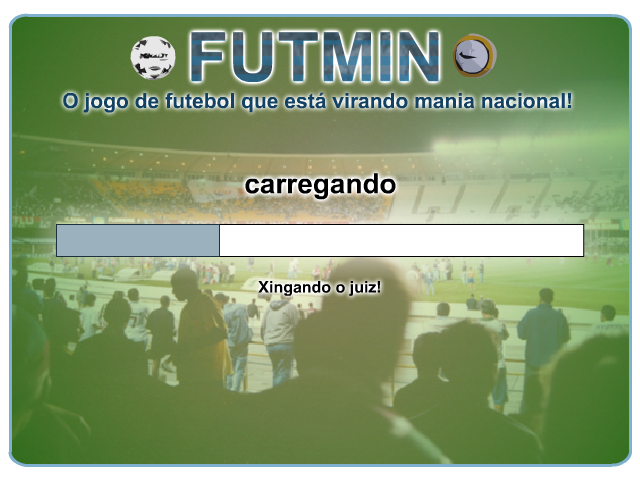 FUTMIN
O jogo de futebol que está virando mania nacional!
carregando
Xingando o juiz!